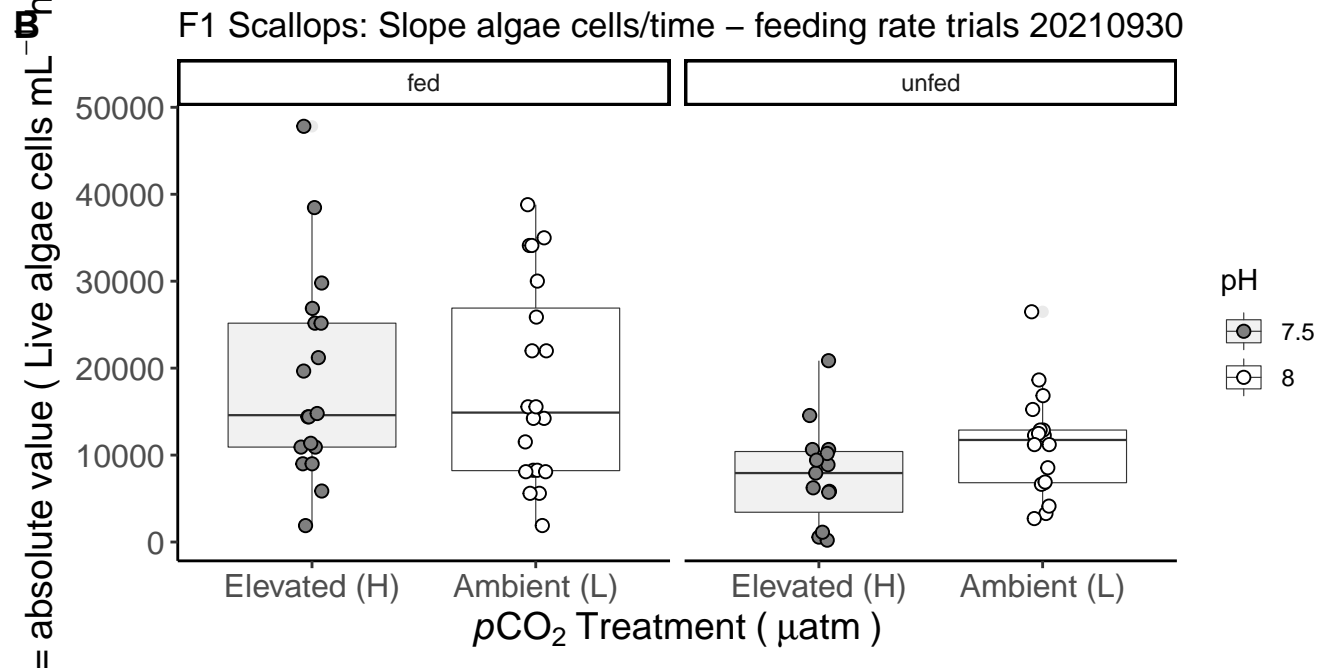 B
F1 Scallops: Slope algae cells/time – feeding rate trials 20210930
= absolute value ( Live algae cells mL⁻ h
fed
unfed
50000
40000
30000
20000
10000
0
Elevated (H)
Ambient (L)
Elevated (H)
Ambient (L)
pCO₂ Treatment ( µatm )
pH
7.5
8